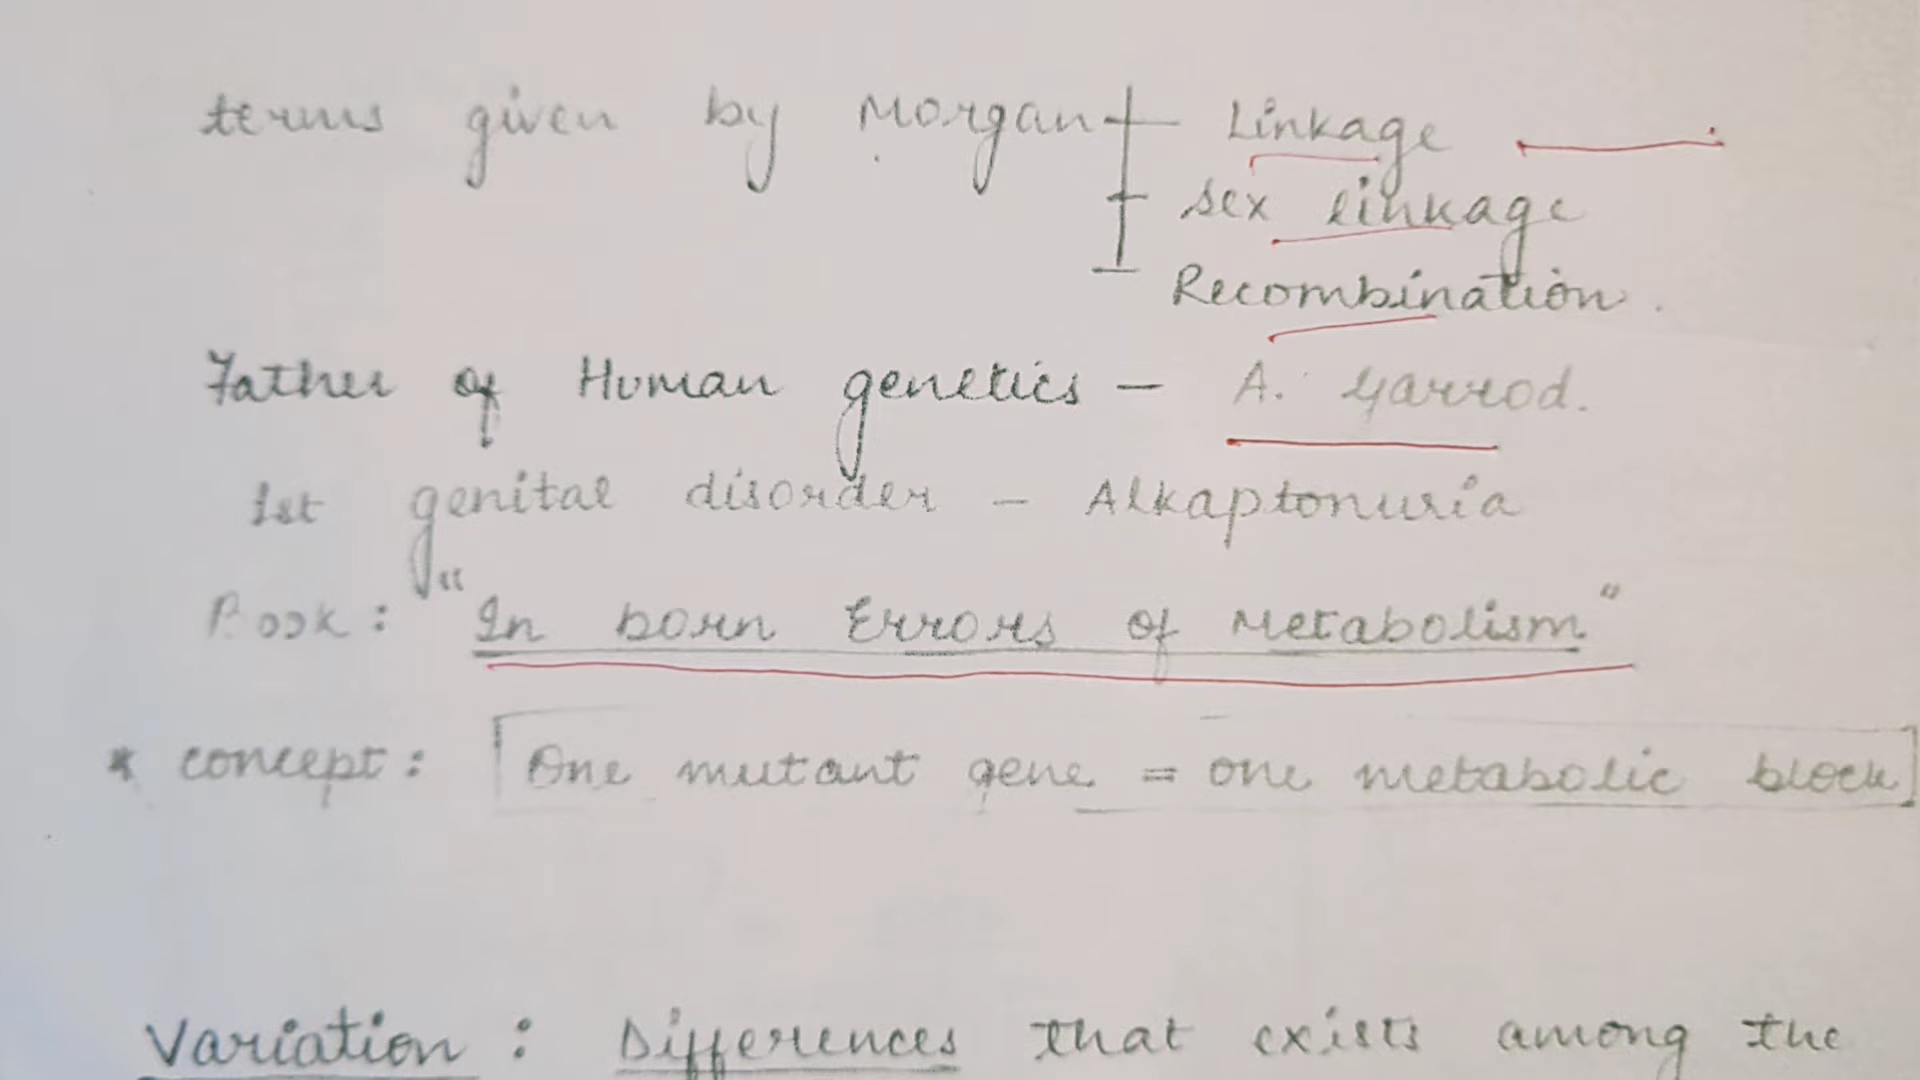 terms given by Morgan Linkage
sex linkage
Recombination.
Father of Human genetics – A. Garrod.
1st genital disorder – Alkaptonuria
Book: "In born Errors of Metabolism"
* concept: One mutant gene = one metabolic block
Variation: Differences that exists among the